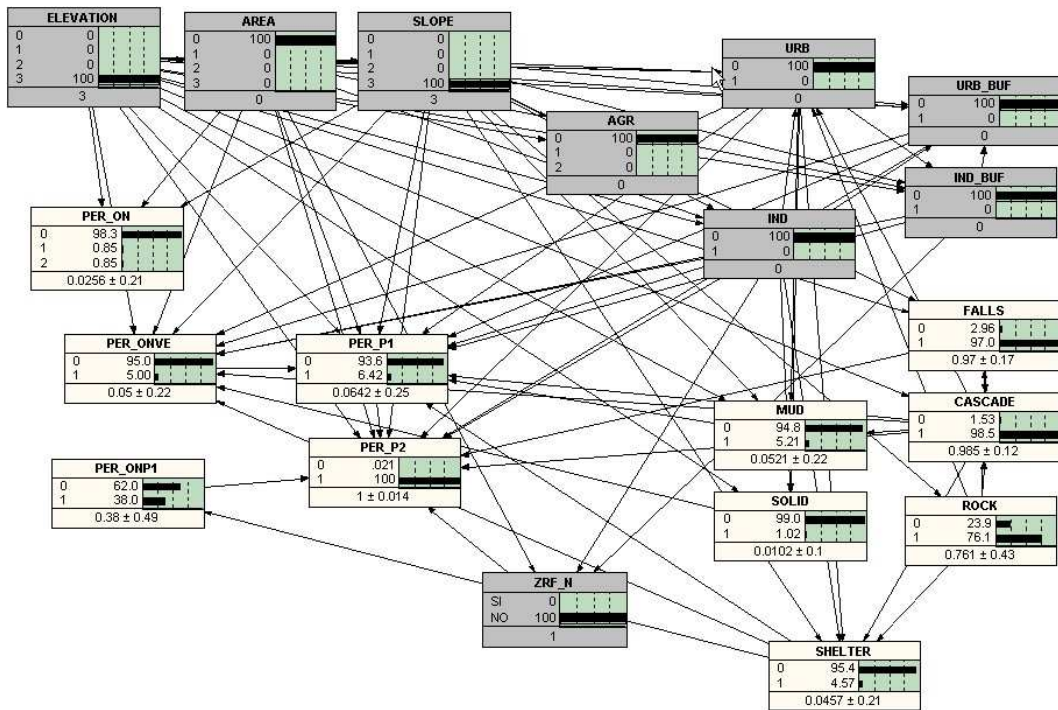 ELEVATION
0 0
1 0
2 0
3 100
3
AREA
0 100
1 0
2 0
3 0
0
SLOPE
0 0
1 0
2 0
3 100
3
URB
0 100
1 0
0
URB_BUF
0 100
1 0
0
AGR
0 100
1 0
2 0
0
IND_BUF
0 100
1 0
0
PER_ON
0 98.3
1 0.85
2 0.85
0.0256 ± 0.21
IND
0 100
1 0
0
FALLS
0 2.96
1 97.0
0.97 ± 0.17
PER_ONVE
0 95.0
1 5.00
0.05 ± 0.22
PER_P1
0 93.6
1 6.42
0.0642 ± 0.25
CASCADE
0 1.53
1 98.5
0.985 ± 0.12
MUD
0 94.8
1 5.21
0.0521 ± 0.22
PER_P2
0 .021
1 100
1 ± 0.014
PER_ONP1
0 62.0
1 38.0
0.38 ± 0.49
SOLID
0 99.0
1 1.02
0.0102 ± 0.1
ROCK
0 23.9
1 76.1
0.761 ± 0.43
ZRF_N
SI 0
NO 100
1
SHELTER
0 95.4
1 4.57
0.0457 ± 0.21